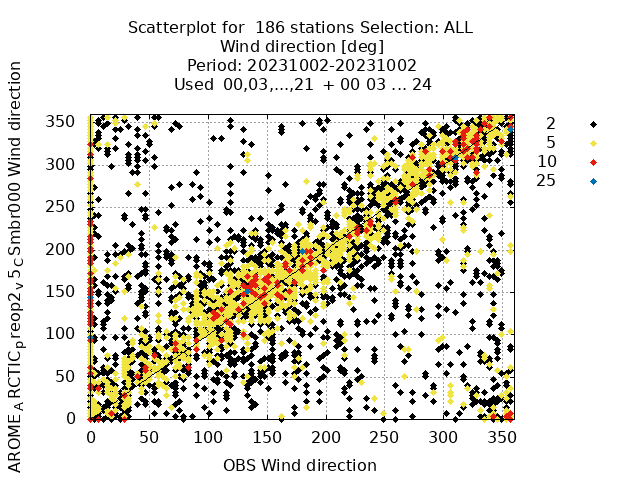 Scatterplot for  186 stations Selection: ALL
Wind direction [deg]
Period: 20231002-20231002
Used  00,03,...,21  + 00 03 ... 24
AROME_ARCTIC_preop2_v5_CSmbr000 Wind direction
350
300
250
200
150
100
50
0
0 50 100 150 200 250 300 350
OBS Wind direction
2
5
10
25